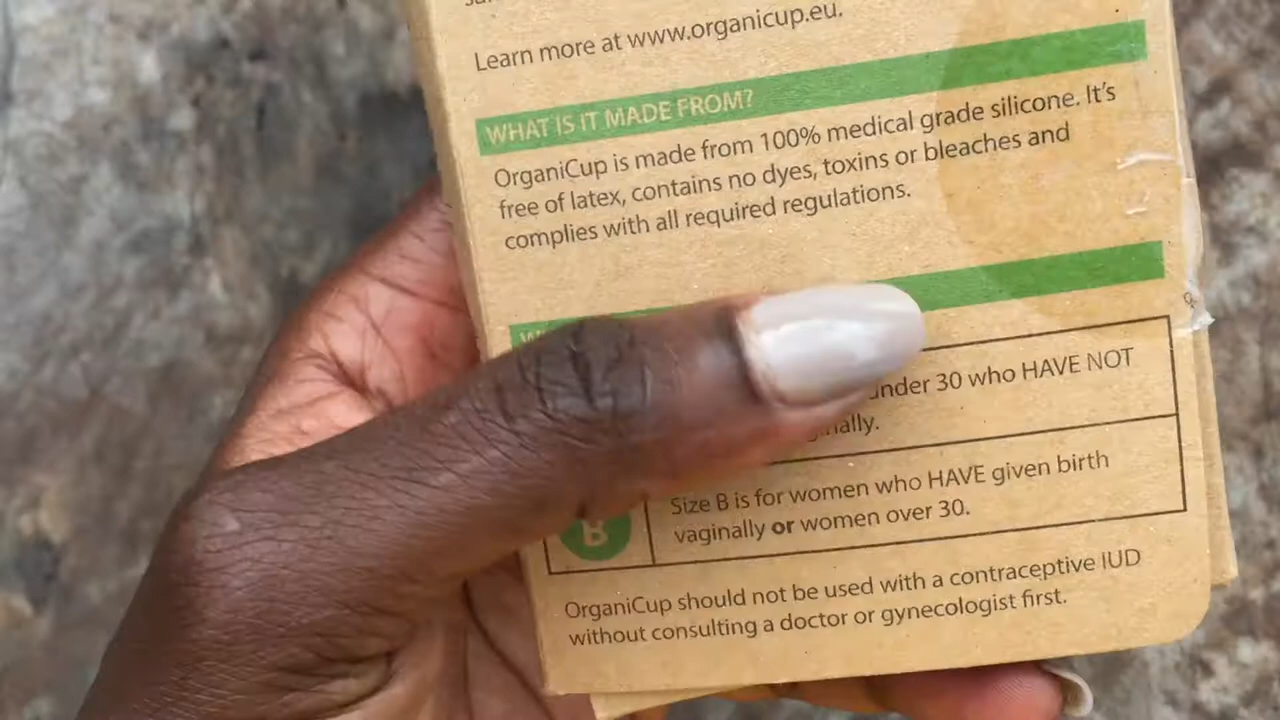 Learn more at www.organicup.eu.
WHAT IS IT MADE FROM?
OrganiCup is made from 100% medical grade silicone. It's
free of latex, contains no dyes, toxins or bleaches and
complies with all required regulations.
under 30 who HAVE NOT
B
Size B is for women who HAVE given birth
vaginally or women over 30.
OrganiCup should not be used with a contraceptive IUD
without consulting a doctor or gynecologist first.